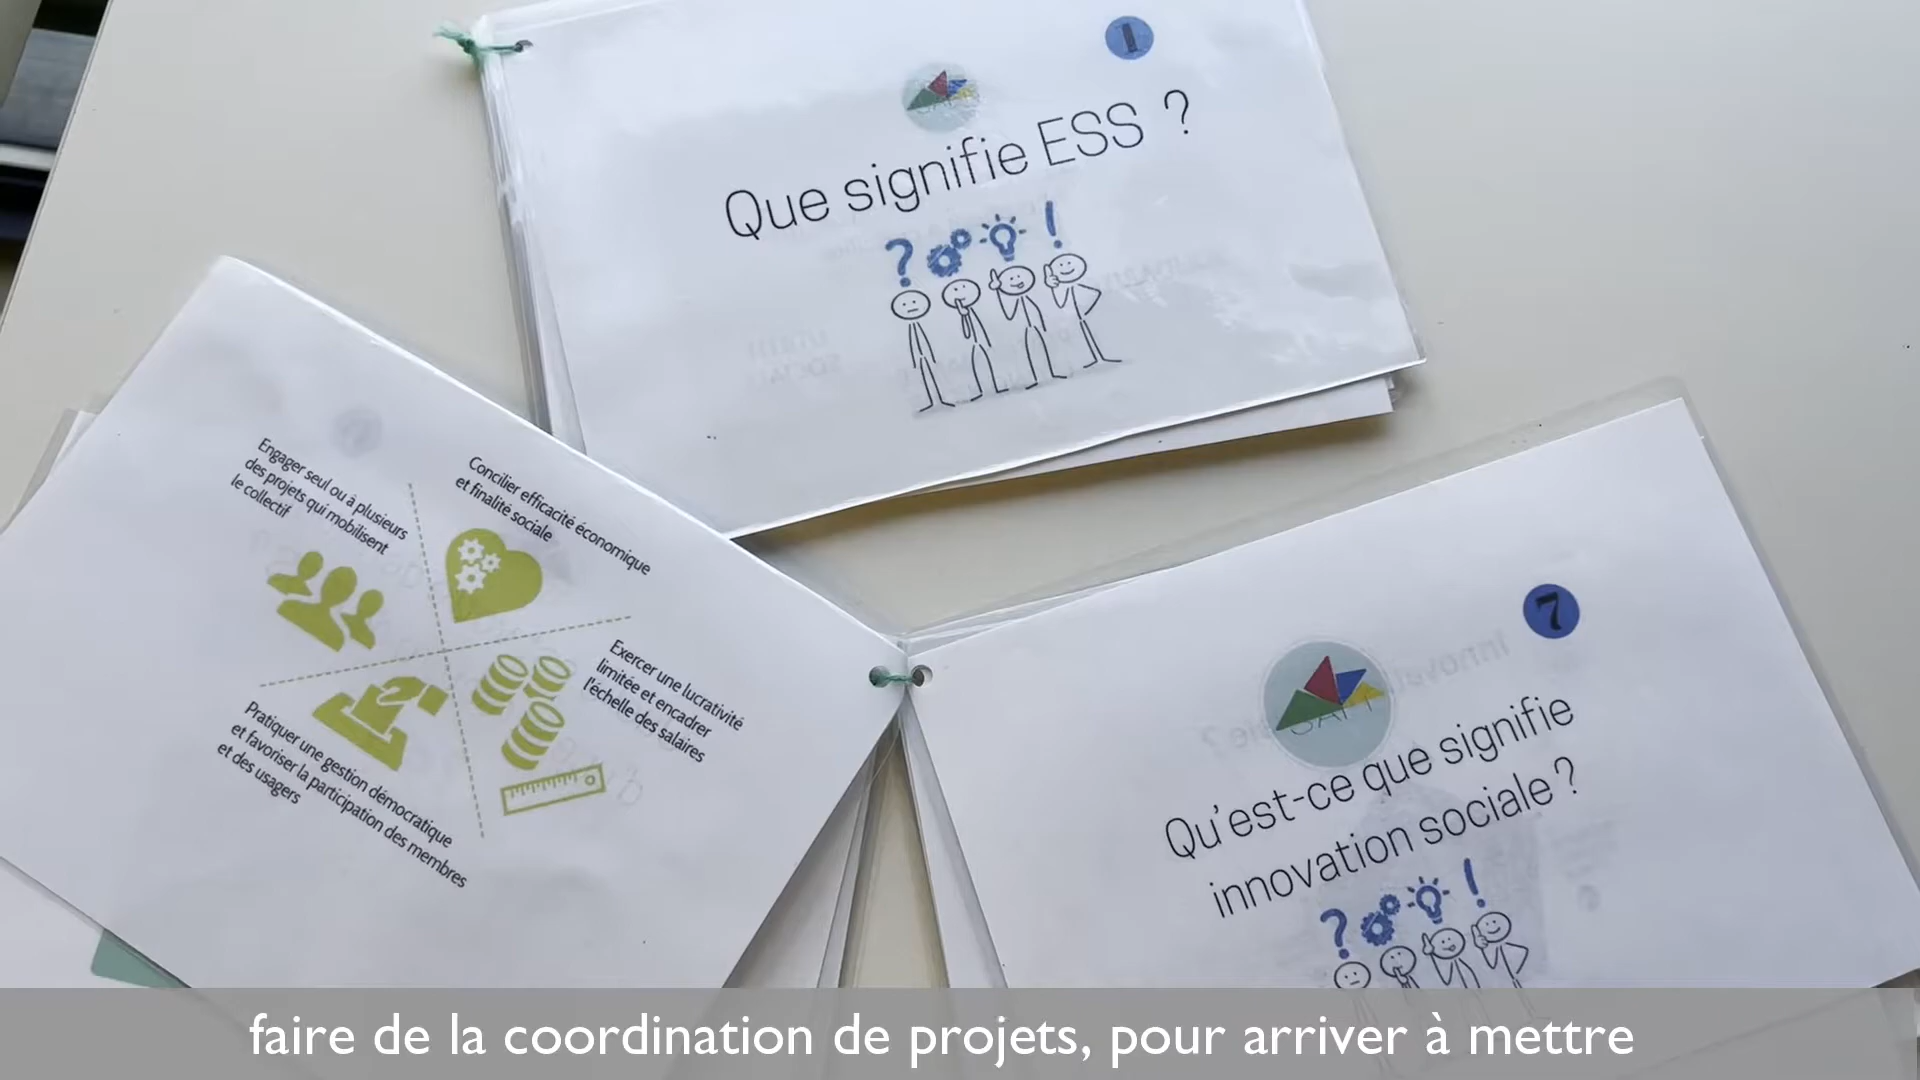 1
Que signifie ESS ?
? !
Engager seul ou à plusieurs
des projets qui mobilisent
le collectif
Concilier efficacité économique
et finalité sociale
Exercer une lucrativité
limitée et encadrer
l'échelle des salaires
Pratiquer une gestion démocratique
et favoriser la participation des membres
et des usagers
7
Qu'est-ce que signifie
innovation sociale ?
? !
faire de la coordination de projets, pour arriver à mettre